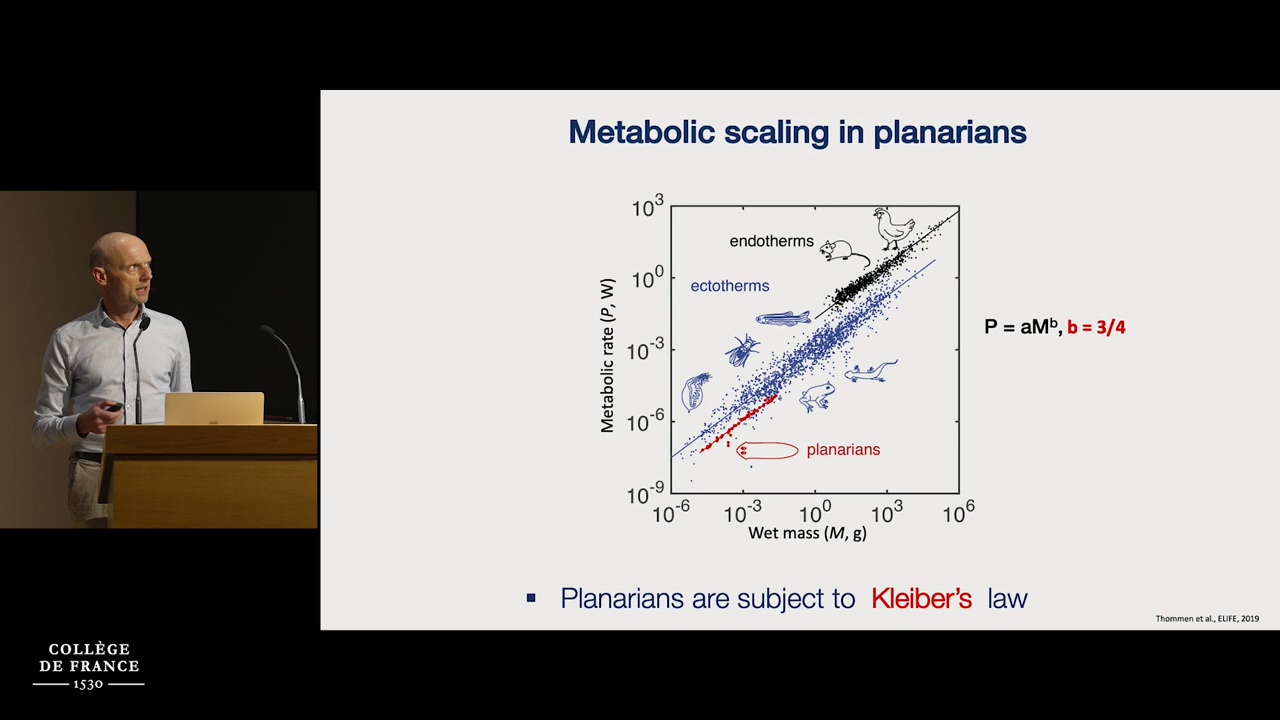 Metabolic scaling in planarians
10³
10⁰
10⁻³
10⁻⁶
10⁻⁹
Metabolic rate (P, W)
endotherms
ectotherms
planarians
10⁻⁶ 10⁻³ 10⁰ 10³ 10⁶
Wet mass (M, g)
P = aMᵇ, b = 3/4
▪ Planarians are subject to Kleiber's law
Thommen et al., ELIFE, 2019
COLLÈGE
DE FRANCE
1530